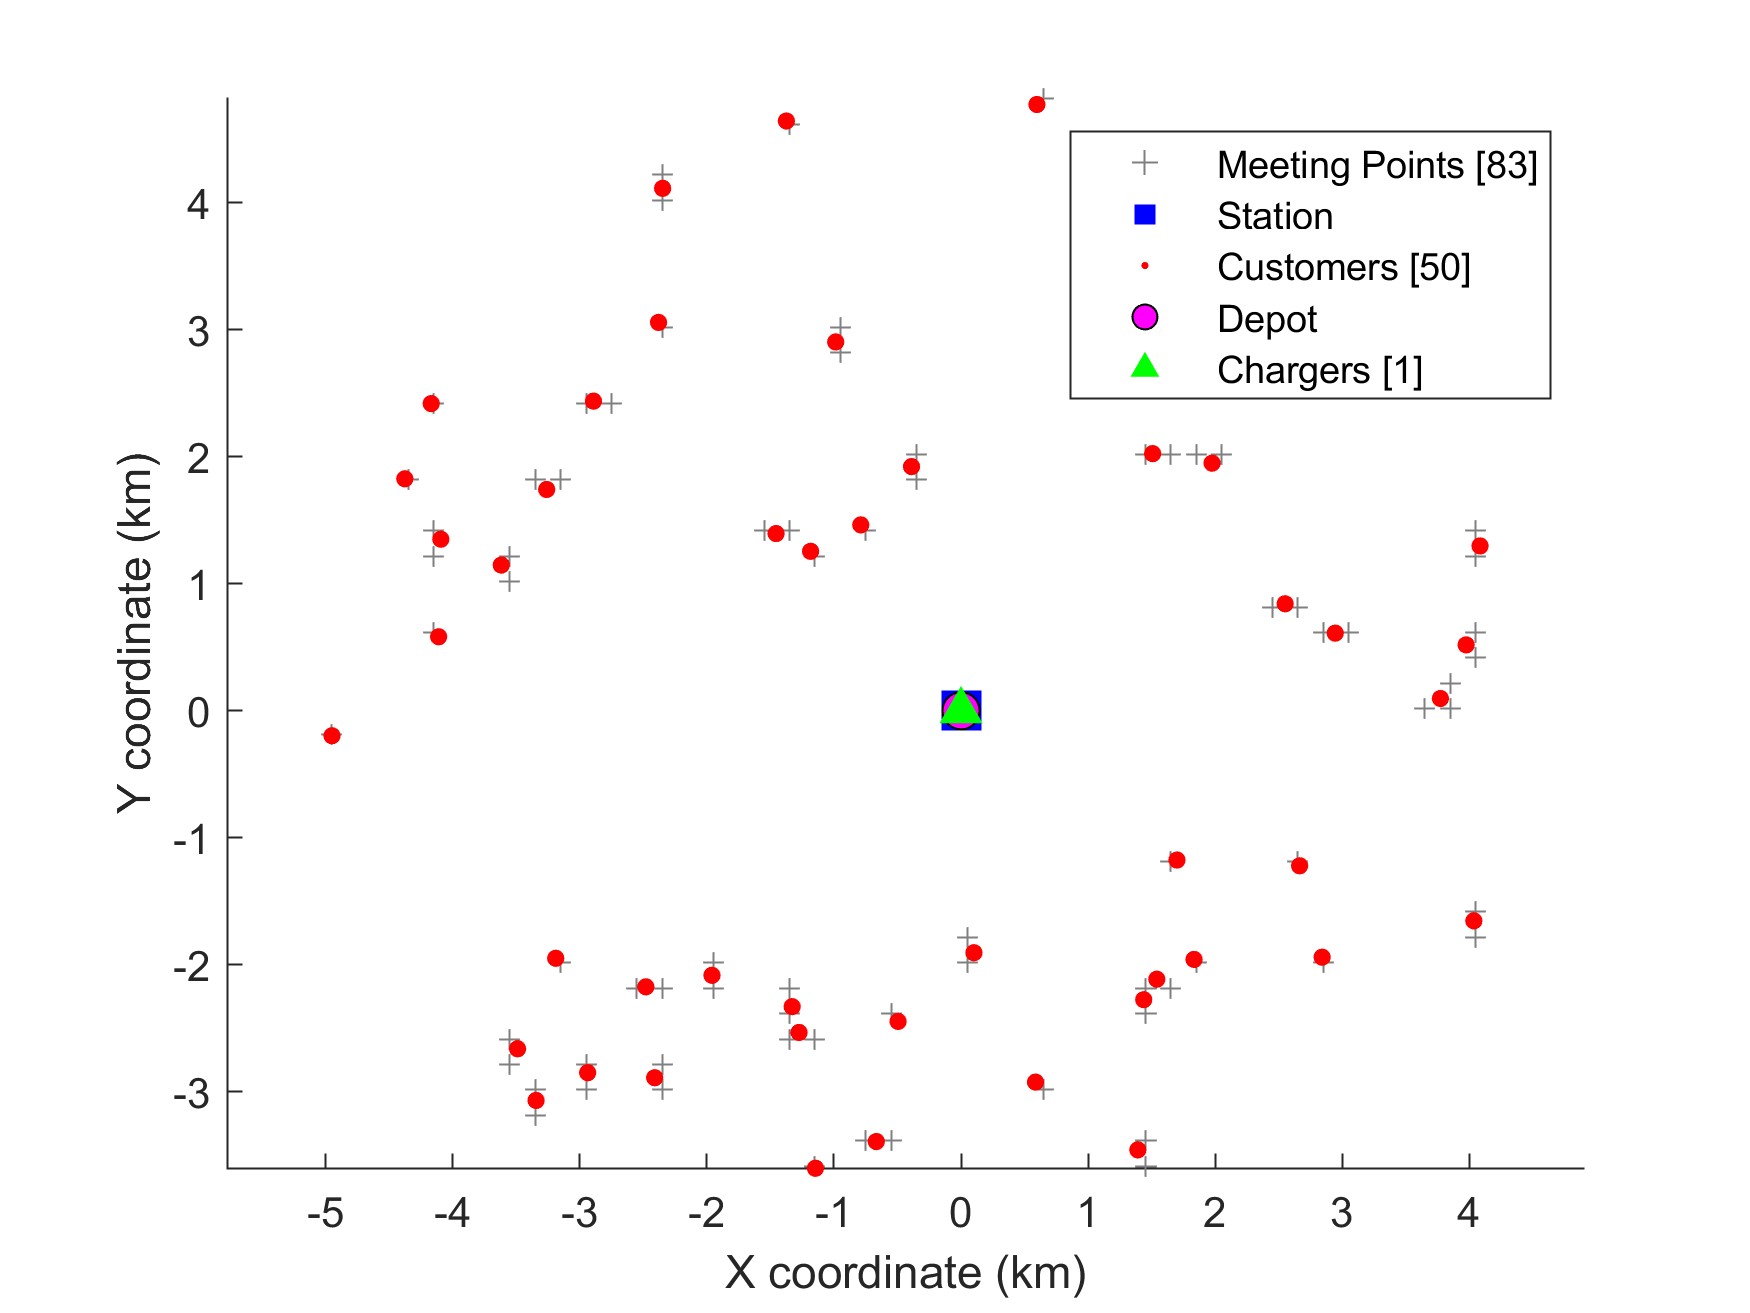 Meeting Points [83]
Station
Customers [50]
Depot
Chargers [1]
4
3
2
1
0
-1
-2
-3
Y coordinate (km)
-5 -4 -3 -2 -1 0 1 2 3 4
X coordinate (km)